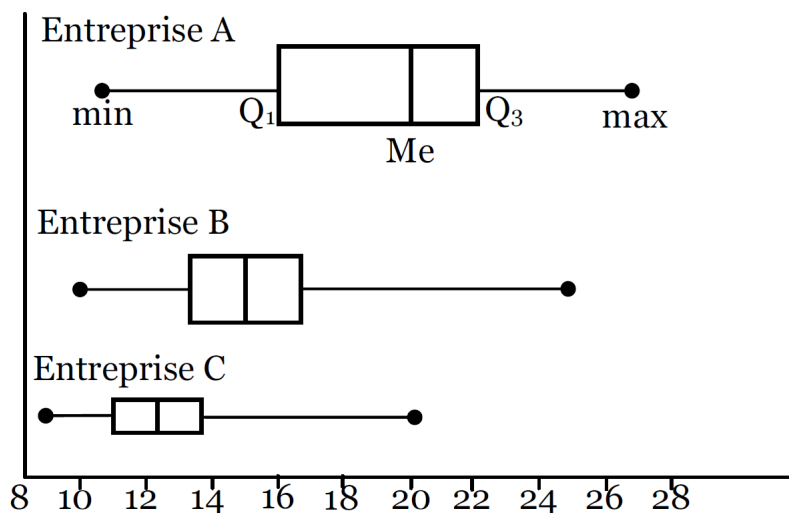 Entreprise A
min
Q₁
Me
Q₃
max
Entreprise B
Entreprise C
8 10 12 14 16 18 20 22 24 26 28